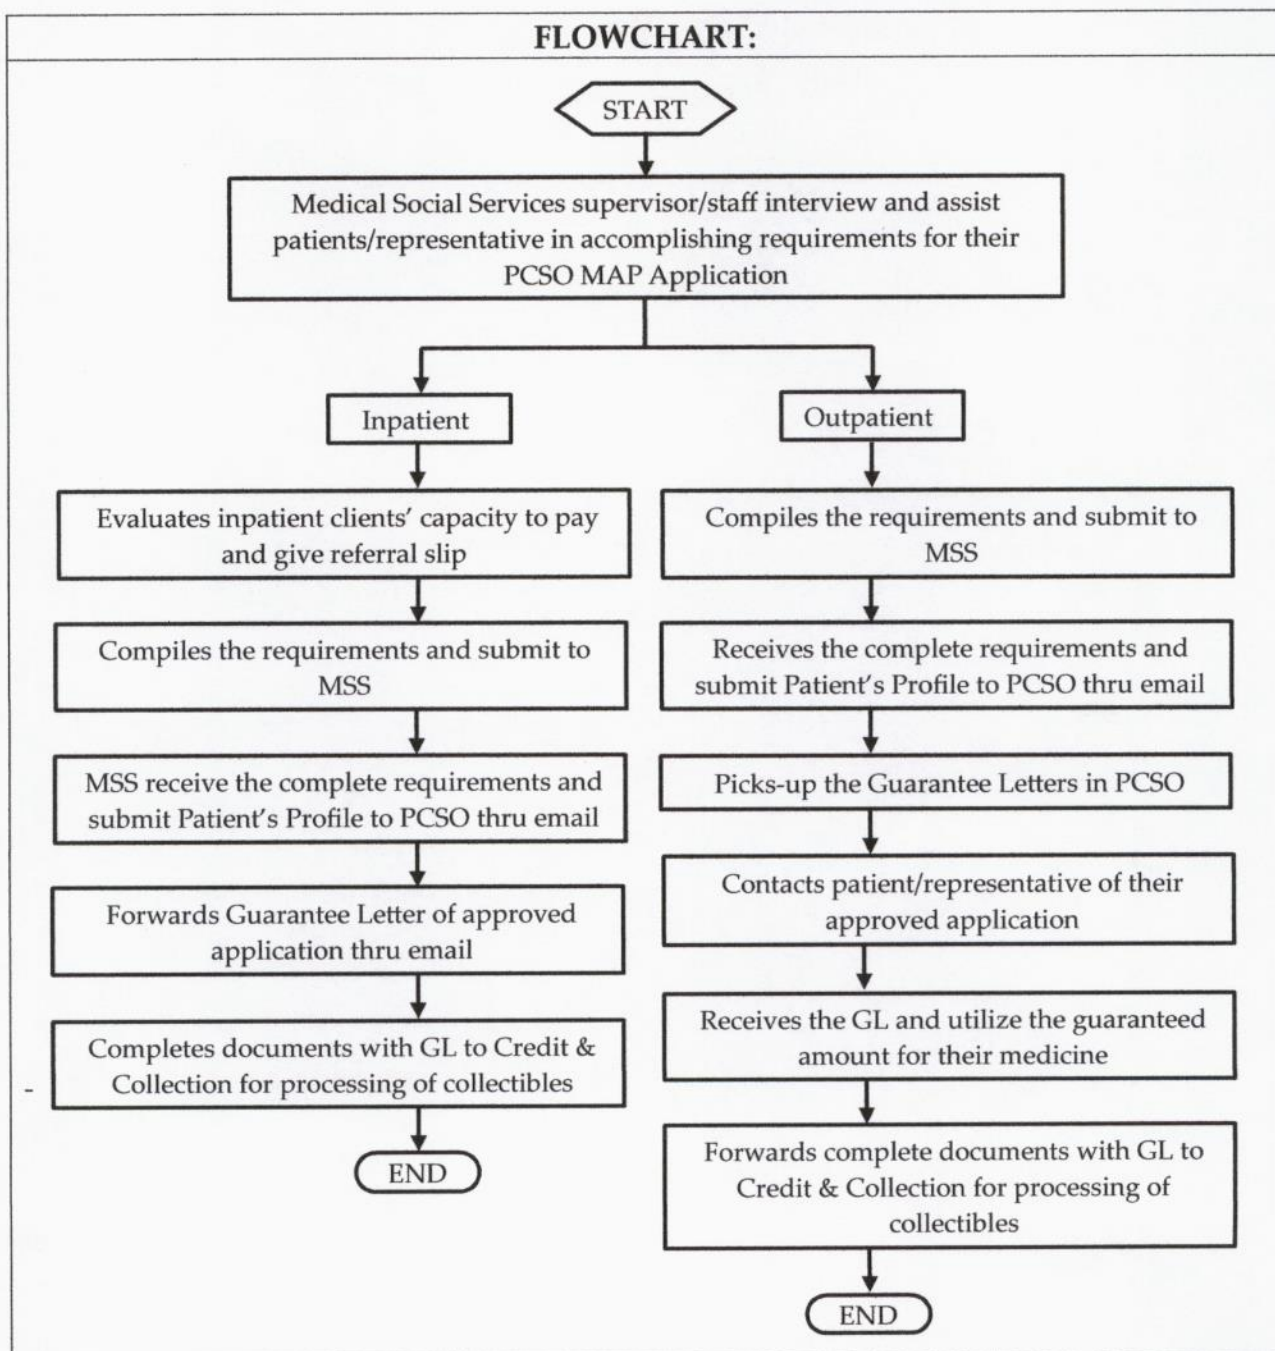 FLOWCHART:
START
Medical Social Services supervisor/staff interview and assist
patients/representative in accomplishing requirements for their
PCSO MAP Application
Inpatient
Evaluates inpatient clients' capacity to pay
and give referral slip
Compiles the requirements and submit to
MSS
MSS receive the complete requirements and
submit Patient's Profile to PCSO thru email
Forwards Guarantee Letter of approved
application thru email
Completes documents with GL to Credit &
Collection for processing of collectibles
END
Outpatient
Compiles the requirements and submit to
MSS
Receives the complete requirements and
submit Patient's Profile to PCSO thru email
Picks-up the Guarantee Letters in PCSO
Contacts patient/representative of their
approved application
Receives the GL and utilize the guaranteed
amount for their medicine
Forwards complete documents with GL to
Credit & Collection for processing of
collectibles
END